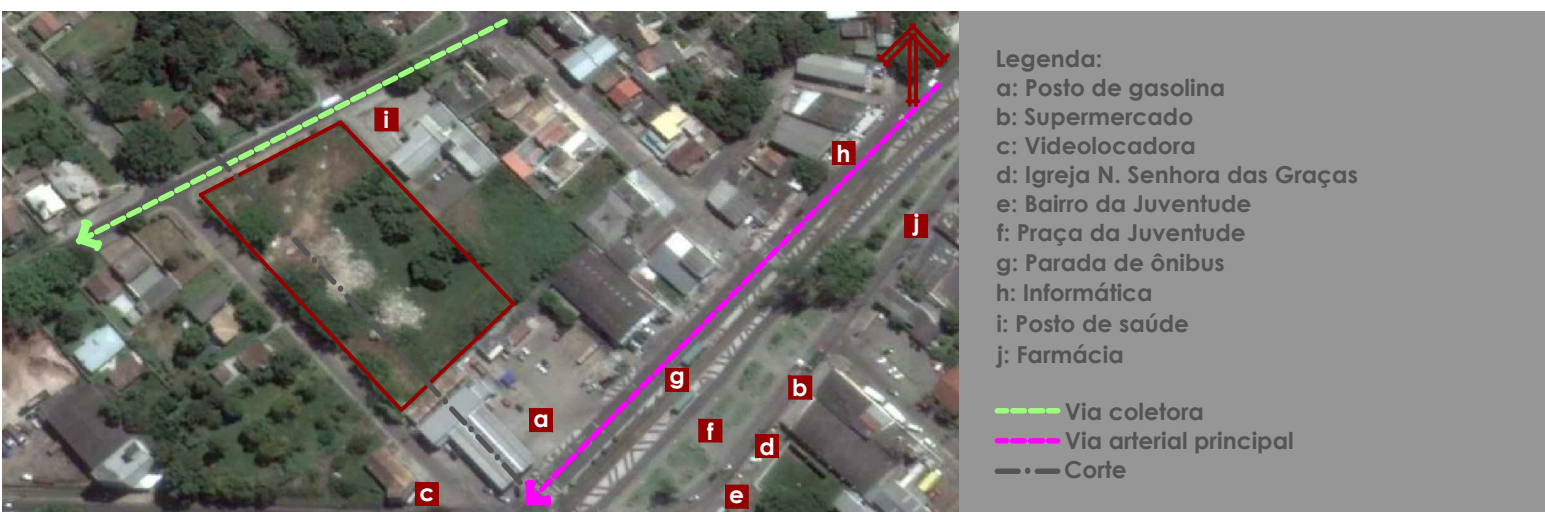 i
h
j
g
b
a
f
d
c
e
Legenda:
a: Posto de gasolina
b: Supermercado
c: Videolocadora
d: Igreja N. Senhora das Graças
e: Bairro da Juventude
f: Praça da Juventude
g: Parada de ônibus
h: Informática
i: Posto de saúde
j: Farmácia
Via coletora
Via arterial principal
Corte